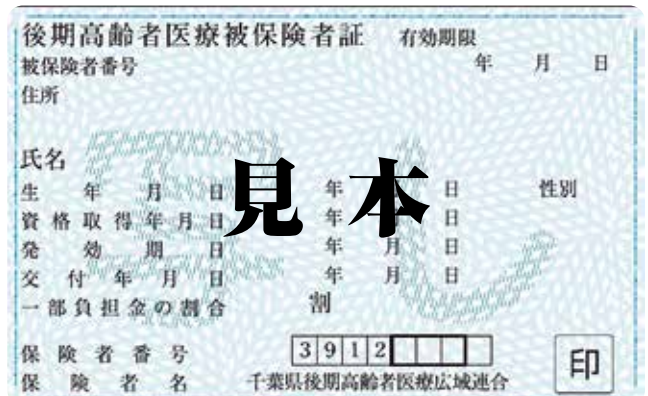 後期高齢者医療被保険者証 有効期限
被保険者番号 年 月 日
住所
氏名
生年月日 年 日 性別
資格取得年月日 年 日
発効期日 年 月 日
交付年月日 年 月 日
一部負担金の割合 割
見本
保険者番号 3912
保険者名 千葉県後期高齢者医療広域連合 印